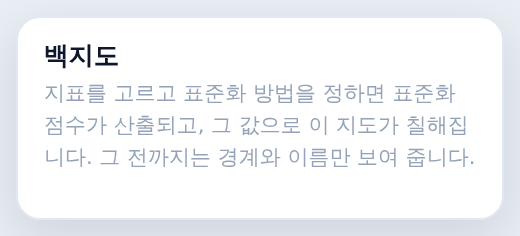 백지도
지표를 고르고 표준화 방법을 정하면 표준화
점수가 산출되고, 그 값으로 이 지도가 칠해집
니다. 그 전까지는 경계와 이름만 보여 줍니다.